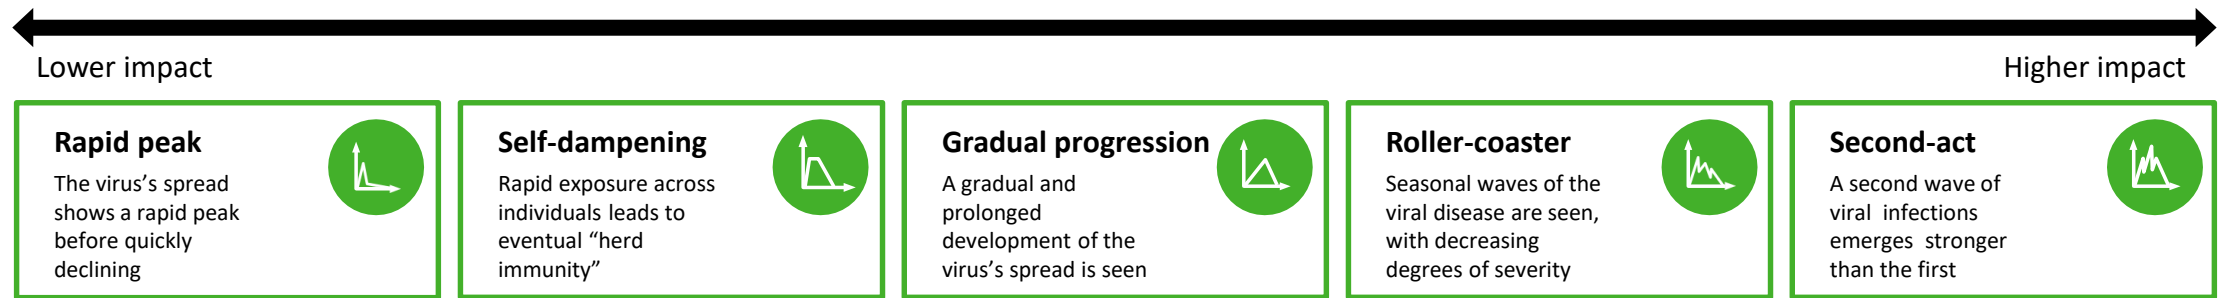 Lower impact
Higher impact
Rapid peak
The virus's spread
shows a rapid peak
before quickly
declining
Self-dampening
Rapid exposure across
individuals leads to
eventual “herd
immunity”
Gradual progression
A gradual and
prolonged
development of the
virus's spread is seen
Roller-coaster
Seasonal waves of the
viral disease are seen,
with decreasing
degrees of severity
Second-act
A second wave of
viral infections
emerges stronger
than the first